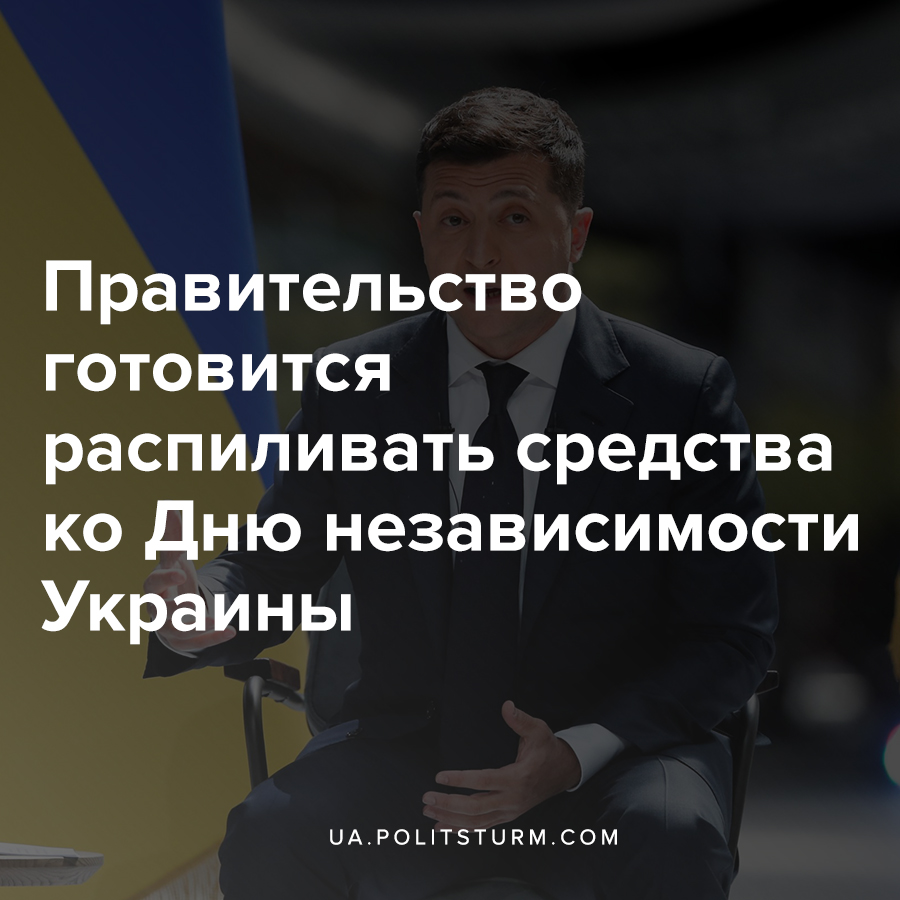 Правительство
готовится
распиливать средства
ко Дню независимости
Украины
UA.POLITSTURM.COM